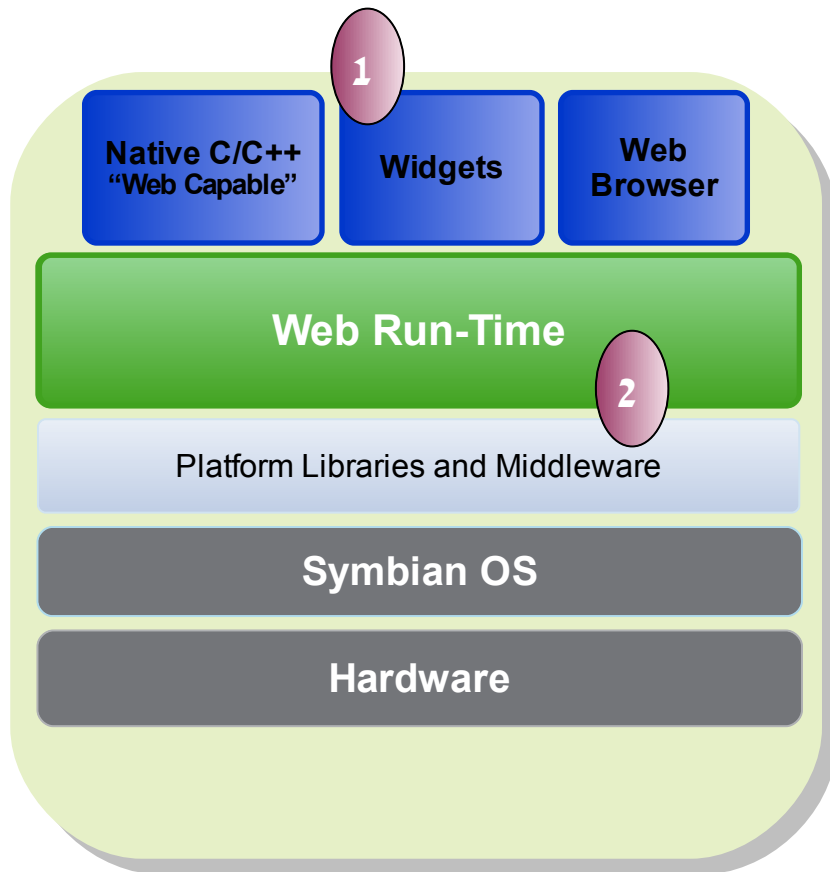 1
Native C/C++
“Web Capable”
Widgets
Web
Browser
Web Run-Time
2
Platform Libraries and Middleware
Symbian OS
Hardware